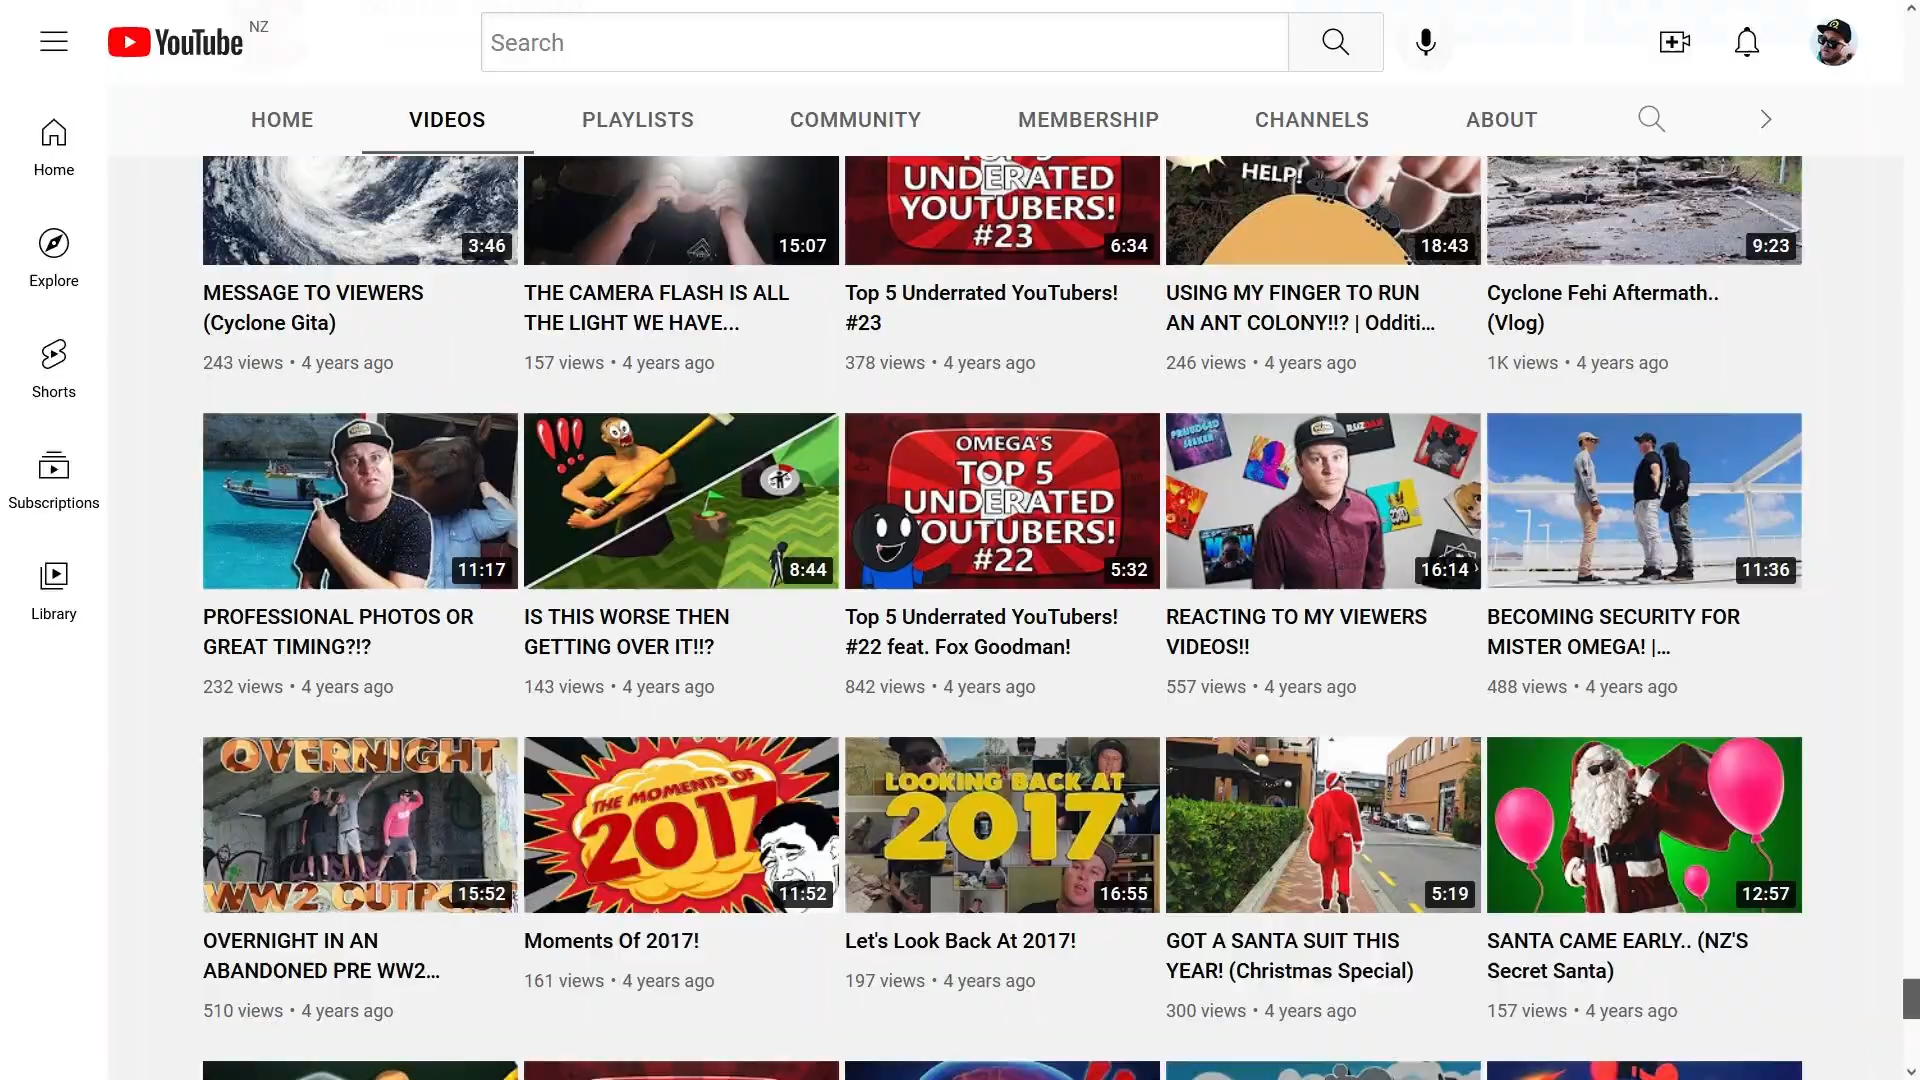 YouTube NZ
Search
HOME VIDEOS PLAYLISTS COMMUNITY MEMBERSHIP CHANNELS ABOUT
Home
Explore
Shorts
Subscriptions
Library
3:46
15:07
UNDERATED
YOUTUBERS!
#23
6:34
HELP!
18:43
9:23
MESSAGE TO VIEWERS
(Cyclone Gita)
243 views • 4 years ago
THE CAMERA FLASH IS ALL
THE LIGHT WE HAVE...
157 views • 4 years ago
Top 5 Underrated YouTubers!
#23
378 views • 4 years ago
USING MY FINGER TO RUN
AN ANT COLONY!!? | Odditi...
246 views • 4 years ago
Cyclone Fehi Aftermath..
(Vlog)
1K views • 4 years ago
11:17
!!!
8:44
OMEGA'S
TOP 5
UNDERATED
YOUTUBERS!
#22
5:32
16:14
11:36
PROFESSIONAL PHOTOS OR
GREAT TIMING?!?
232 views • 4 years ago
IS THIS WORSE THEN
GETTING OVER IT!!?
143 views • 4 years ago
Top 5 Underrated YouTubers!
#22 feat. Fox Goodman!
842 views • 4 years ago
REACTING TO MY VIEWERS
VIDEOS!!
557 views • 4 years ago
BECOMING SECURITY FOR
MISTER OMEGA! |...
488 views • 4 years ago
OVERNIGHT
WW2 OUTPOST
15:52
THE MOMENTS OF
2017
11:52
LOOKING BACK AT
2017
16:55
5:19
12:57
OVERNIGHT IN AN
ABANDONED PRE WW2...
510 views • 4 years ago
Moments Of 2017!
161 views • 4 years ago
Let's Look Back At 2017!
197 views • 4 years ago
GOT A SANTA SUIT THIS
YEAR! (Christmas Special)
300 views • 4 years ago
SANTA CAME EARLY.. (NZ'S
Secret Santa)
157 views • 4 years ago